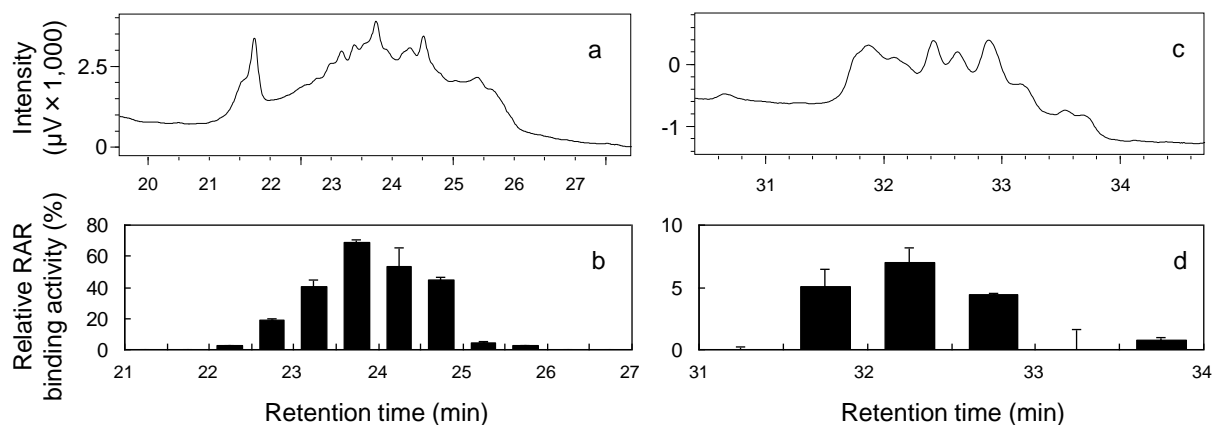 Intensity
(μV × 1,000)
2.5
0
a
20 21 22 23 24 25 26 27
0
-1
c
31 32 33 34
Relative RAR
binding activity (%)
80
60
40
20
0
b
21 22 23 24 25 26 27
Retention time (min)
10
5
0
d
31 32 33 34
Retention time (min)